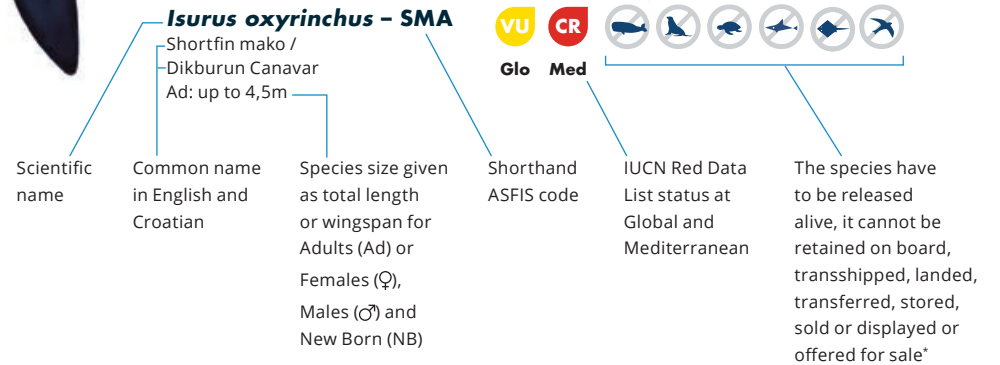 Isurus oxyrinchus – SMA
Shortfin mako /
Dikburun Canavar
Ad: up to 4,5m
VU CR
Glo Med
Scientific
name
Common name
in English and
Croatian
Species size given
as total length
or wingspan for
Adults (Ad) or
Females (♀),
Males (♂) and
New Born (NB)
Shorthand
ASFIS code
IUCN Red Data
List status at
Global and
Mediterranean
The species have
to be released
alive, it cannot be
retained on board,
transshipped, landed,
transferred, stored,
sold or displayed or
offered for sale*